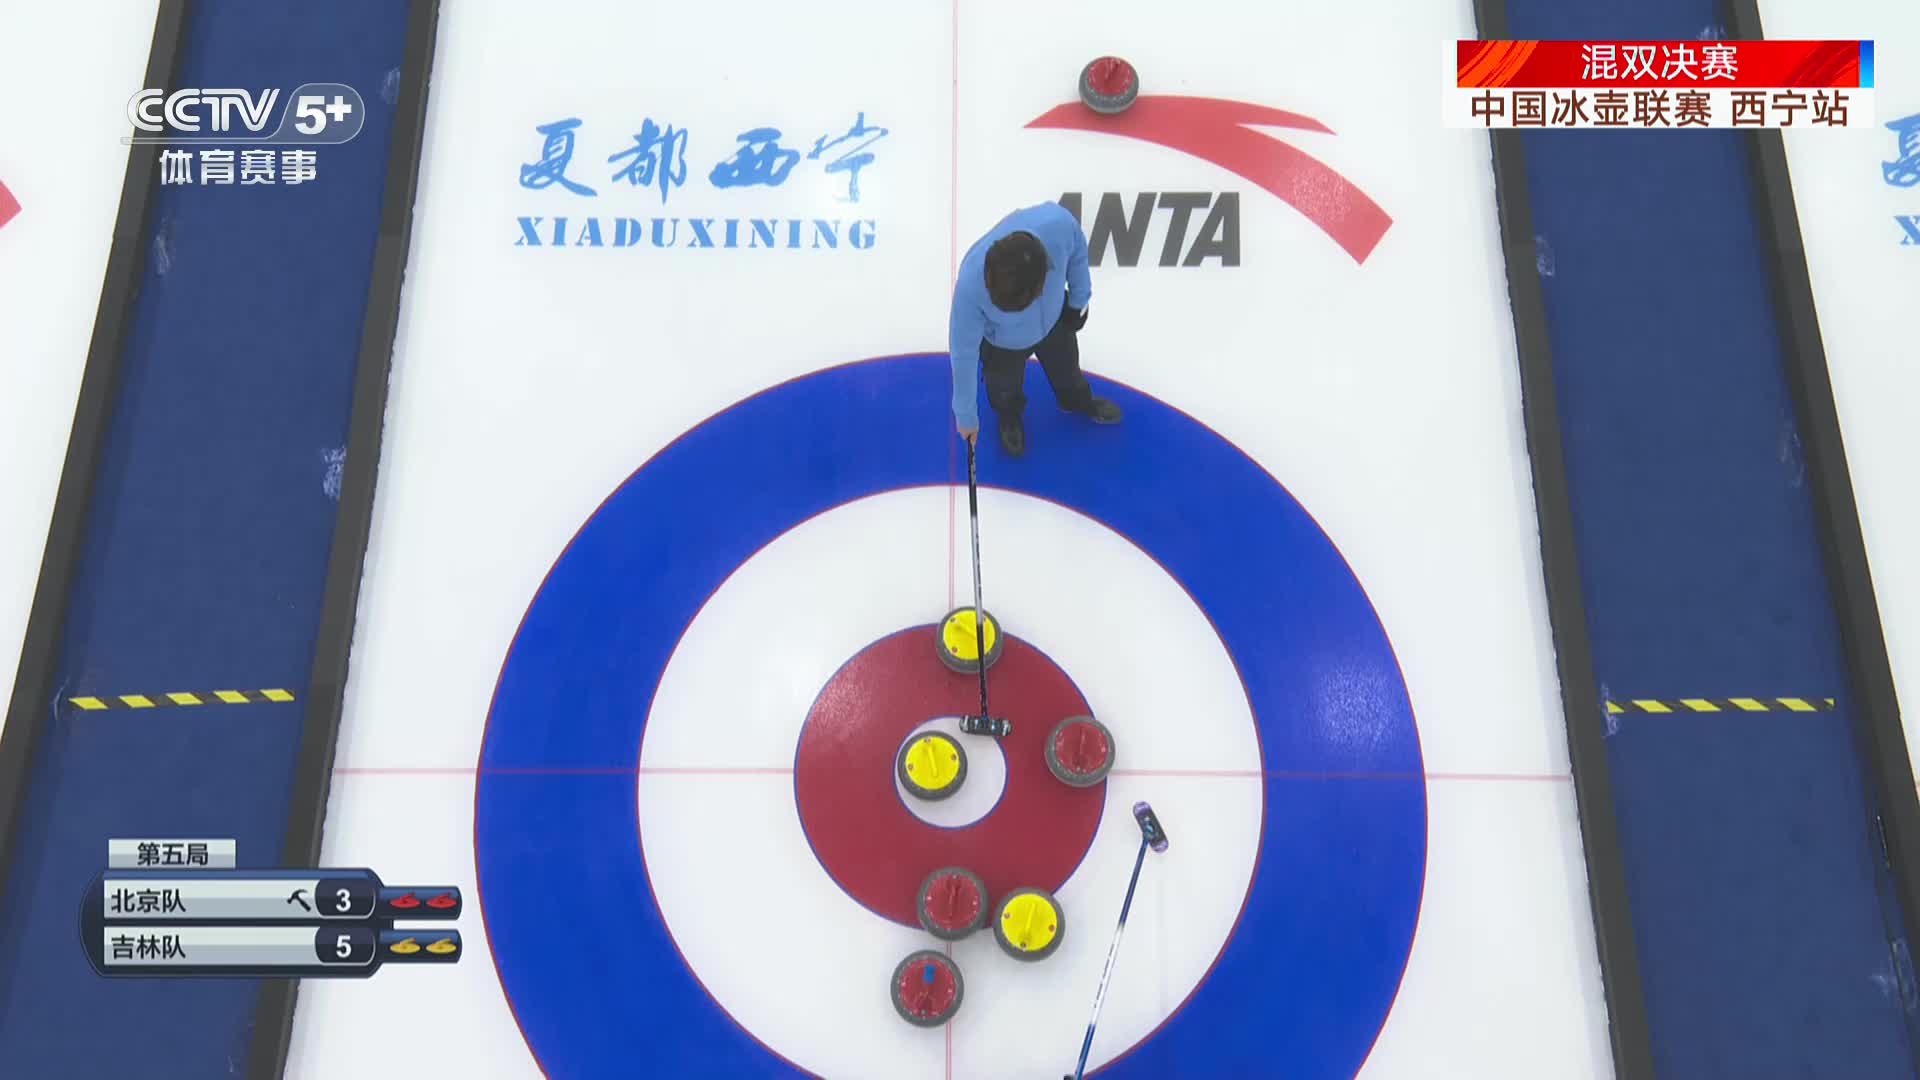 CCTV 5+
体育赛事
混双决赛
中国冰壶联赛 西宁站
夏都西宁
XIADUXINING
ANTA
第五局
北京队 3
吉林队 5